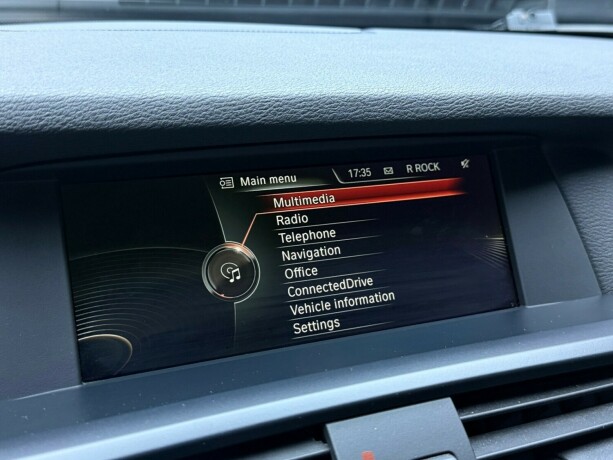 Main menu 17:35 R ROCK
Multimedia
Radio
Telephone
Navigation
Office
ConnectedDrive
Vehicle information
Settings